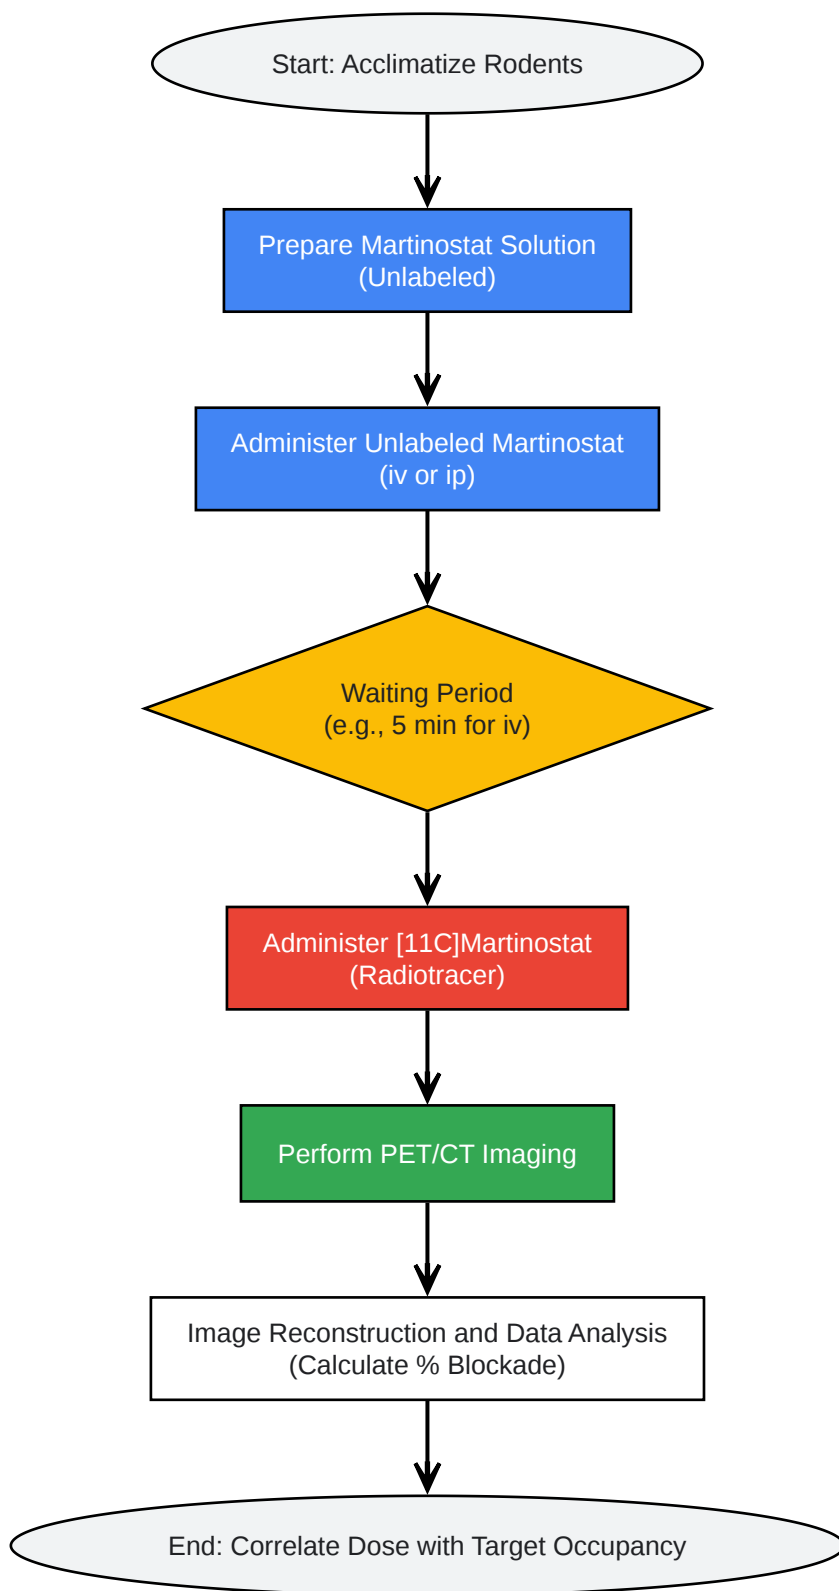 Start: Acclimatize Rodents
Prepare Martinostat Solution
(Unlabeled)
Administer Unlabeled Martinostat
(iv or ip)
Waiting Period
(e.g., 5 min for iv)
Administer [11C]Martinostat
(Radiotracer)
Perform PET/CT Imaging
Image Reconstruction and Data Analysis
(Calculate % Blockade)
End: Correlate Dose with Target Occupancy